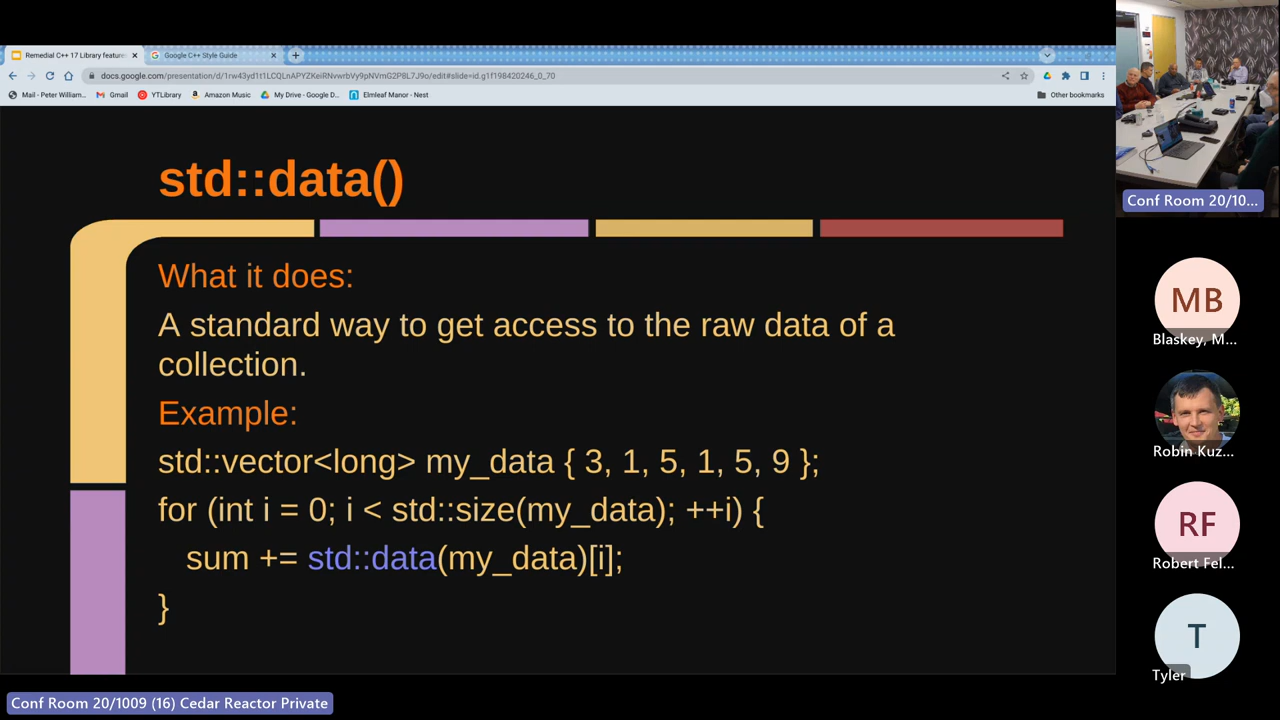 Remedial C++ 17 Library feature
Google C++ Style Guide
docs.google.com/presentation/d/1rw43yd1t1LCQLnAPYZKeiRNvwrbVy9pNVrnG2P8L7J9o/edit#slide=id.g1f198420246_0_70
Mail - Peter William...
Gmail
YTLibrary
Amazon Music
My Drive - Google D...
Elmleaf Manor - Nest
Other bookmarks
std::data()
What it does:
A standard way to get access to the raw data of a
collection.
Example:
std::vector<long> my_data { 3, 1, 5, 1, 5, 9 };
for (int i = 0; i < std::size(my_data); ++i) {
sum += std::data(my_data)[i];
}
Conf Room 20/10...
MB
Blaskey, M...
Robin Kuz...
RF
Robert Fel...
T
Tyler
Conf Room 20/1009 (16) Cedar Reactor Private